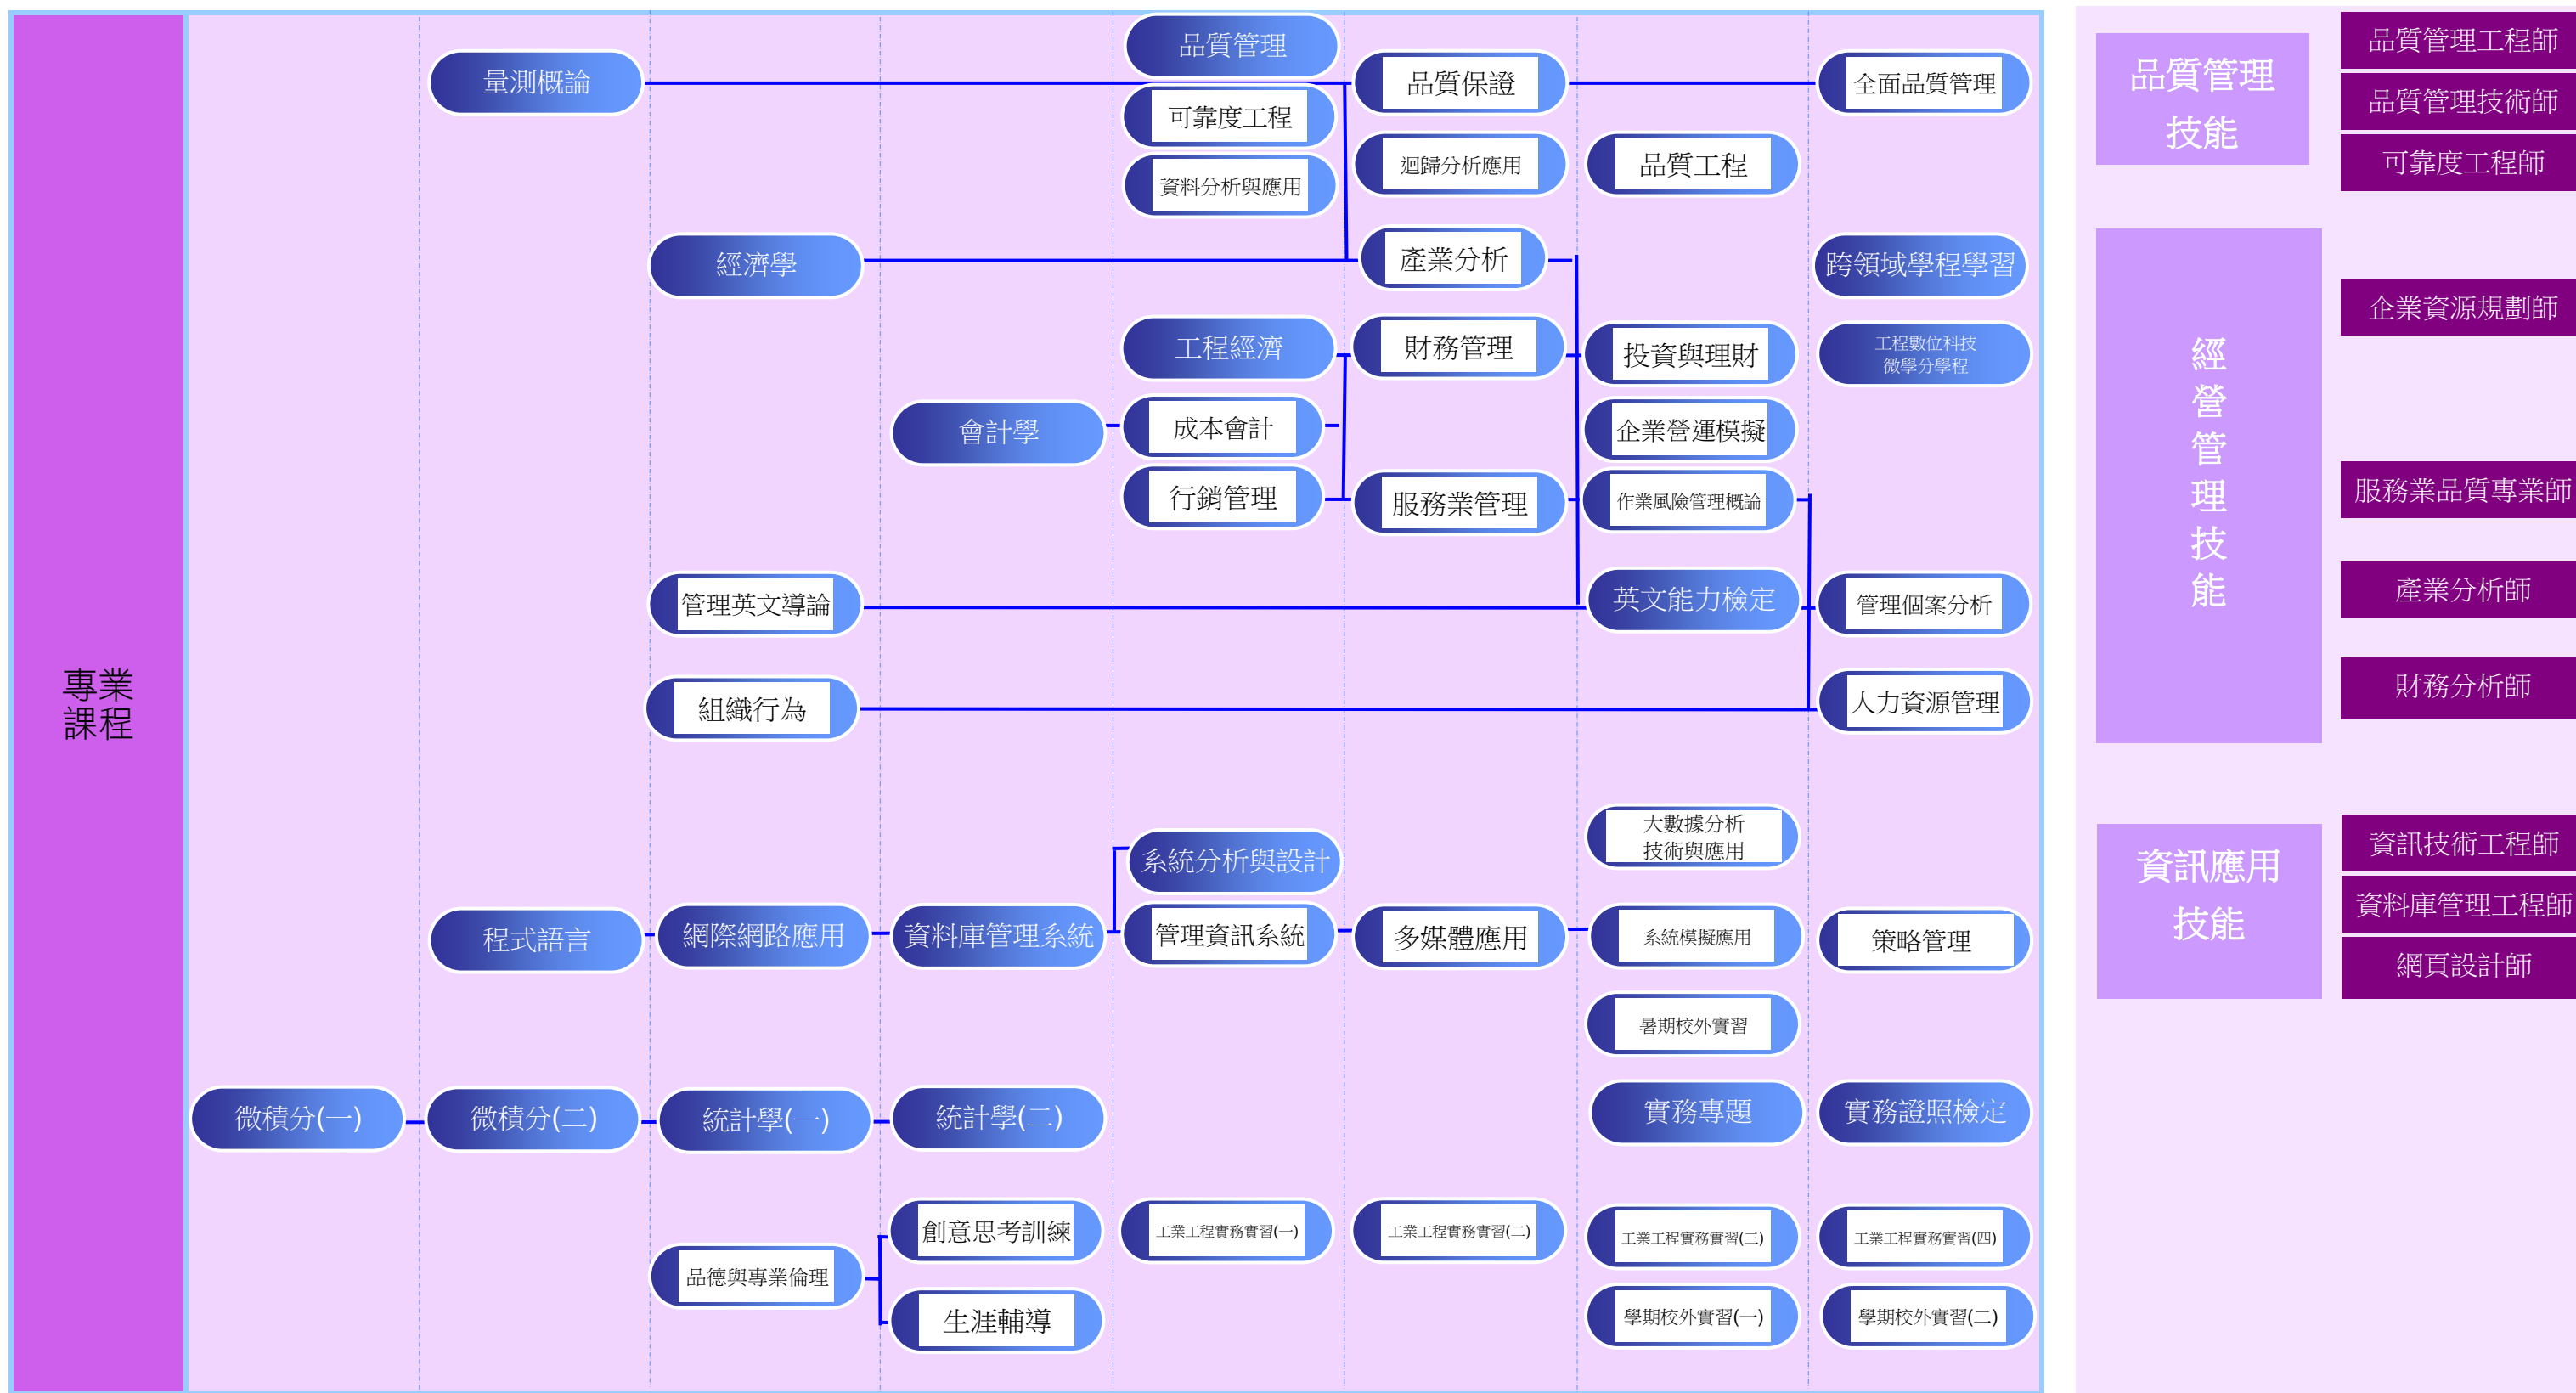 專業
課程
品質管理
量測概論
品質保證
全面品質管理
可靠度工程
資料分析與應用
迴歸分析應用
品質工程
經濟學
產業分析
跨領域學程學習
工程經濟
財務管理
投資與理財
工程數位科技
微學分學程
會計學
成本會計
企業營運模擬
行銷管理
服務業管理
作業風險管理概論
管理英文導論
英文能力檢定
管理個案分析
組織行為
人力資源管理
大數據分析
技術與應用
系統分析與設計
程式語言
網際網路應用
資料庫管理系統
管理資訊系統
多媒體應用
系統模擬應用
策略管理
暑期校外實習
微積分(一)
微積分(二)
統計學(一)
統計學(二)
實務專題
實務證照檢定
創意思考訓練
工業工程實務實習(一)
工業工程實務實習(二)
工業工程實務實習(三)
工業工程實務實習(四)
品德與專業倫理
生涯輔導
學期校外實習(一)
學期校外實習(二)
品質管理
技能
品質管理工程師
品質管理技術師
可靠度工程師
經
營
管
理
技
能
企業資源規劃師
服務業品質專業師
產業分析師
財務分析師
資訊應用
技能
資訊技術工程師
資料庫管理工程師
網頁設計師